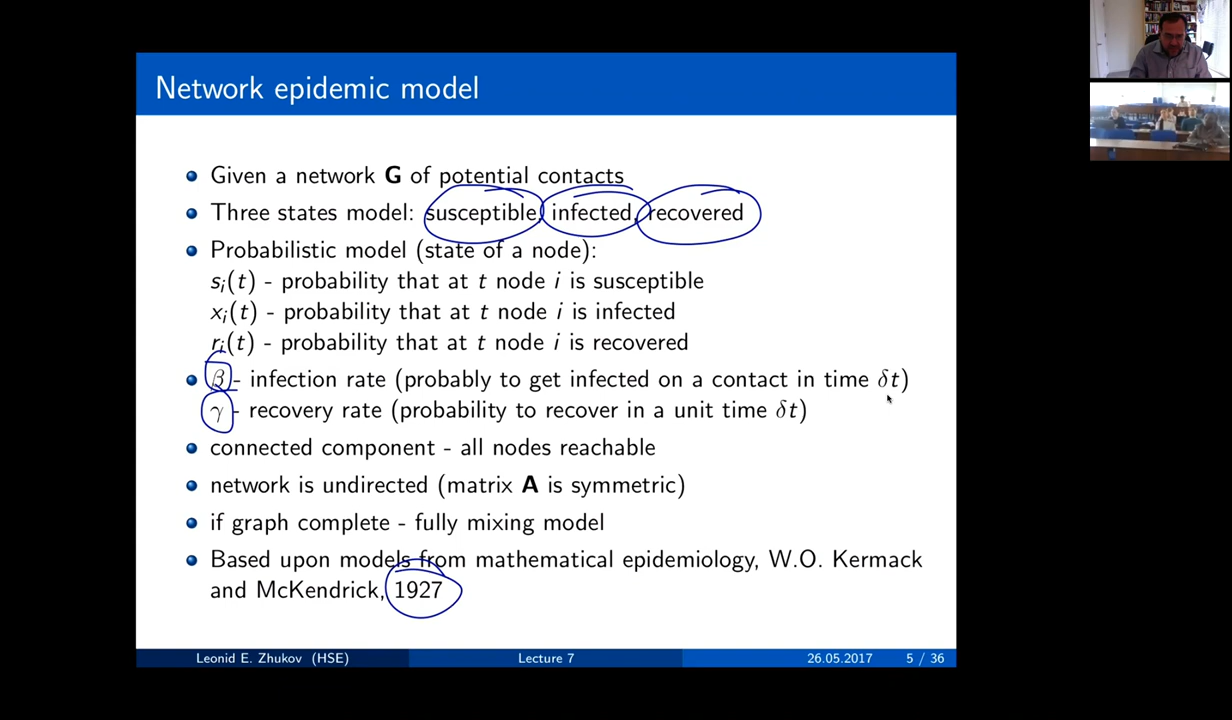 Network epidemic model
Given a network G of potential contacts
Three states model: susceptible, infected, recovered
Probabilistic model (state of a node):
sᵢ(t) - probability that at t node i is susceptible
xᵢ(t) - probability that at t node i is infected
rᵢ(t) - probability that at t node i is recovered
β - infection rate (probably to get infected on a contact in time δt)
γ - recovery rate (probability to recover in a unit time δt)
connected component - all nodes reachable
network is undirected (matrix A is symmetric)
if graph complete - fully mixing model
Based upon models from mathematical epidemiology, W.O. Kermack
and McKendrick, 1927
Leonid E. Zhukov (HSE) Lecture 7 26.05.2017 5 / 36